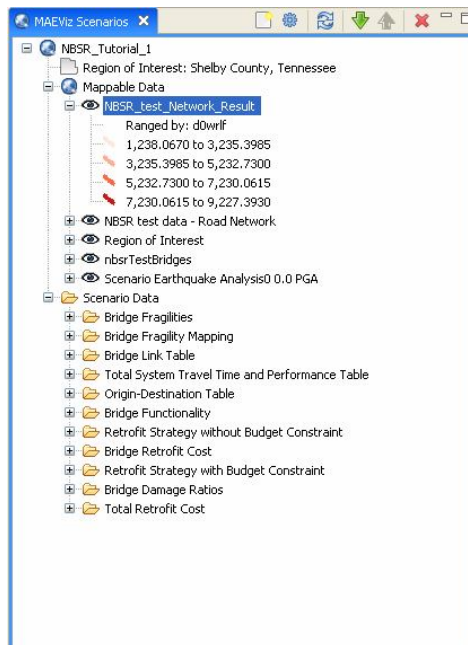 MAEViz Scenarios
NBSR_Tutorial_1
Region of Interest: Shelby County, Tennessee
Mappable Data
NBSR_test_Network_Result
Ranged by: d0wrlf
1,238.0670 to 3,235.3985
3,235.3985 to 5,232.7300
5,232.7300 to 7,230.0615
7,230.0615 to 9,227.3930
NBSR test data - Road Network
Region of Interest
nbsrTestBridges
Scenario Earthquake Analysis0 0.0 PGA
Scenario Data
Bridge Fragilities
Bridge Fragility Mapping
Bridge Link Table
Total System Travel Time and Performance Table
Origin-Destination Table
Bridge Functionality
Retrofit Strategy without Budget Constraint
Bridge Retrofit Cost
Retrofit Strategy with Budget Constraint
Bridge Damage Ratios
Total Retrofit Cost